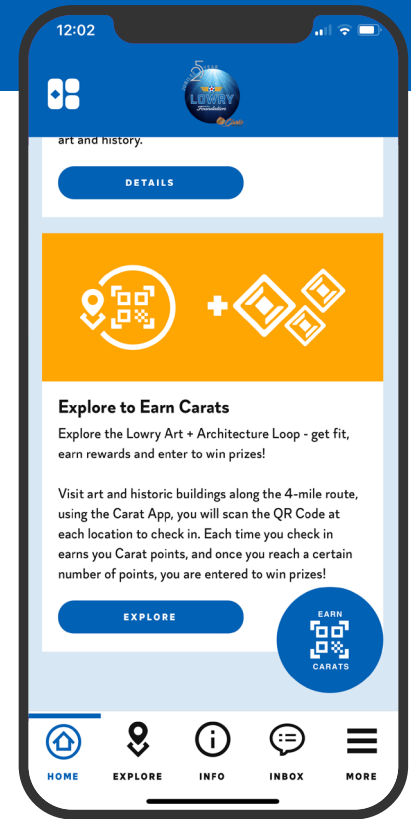 12:02
25 YEAR
LOWRY
Foundation
art and history.
DETAILS
Explore to Earn Carats
Explore the Lowry Art + Architecture Loop - get fit,
earn rewards and enter to win prizes!
Visit art and historic buildings along the 4-mile route,
using the Carat App, you will scan the QR Code at
each location to check in. Each time you check in
earns you Carat points, and once you reach a certain
number of points, you are entered to win prizes!
EXPLORE
EARN
CARATS
HOME EXPLORE INFO INBOX MORE